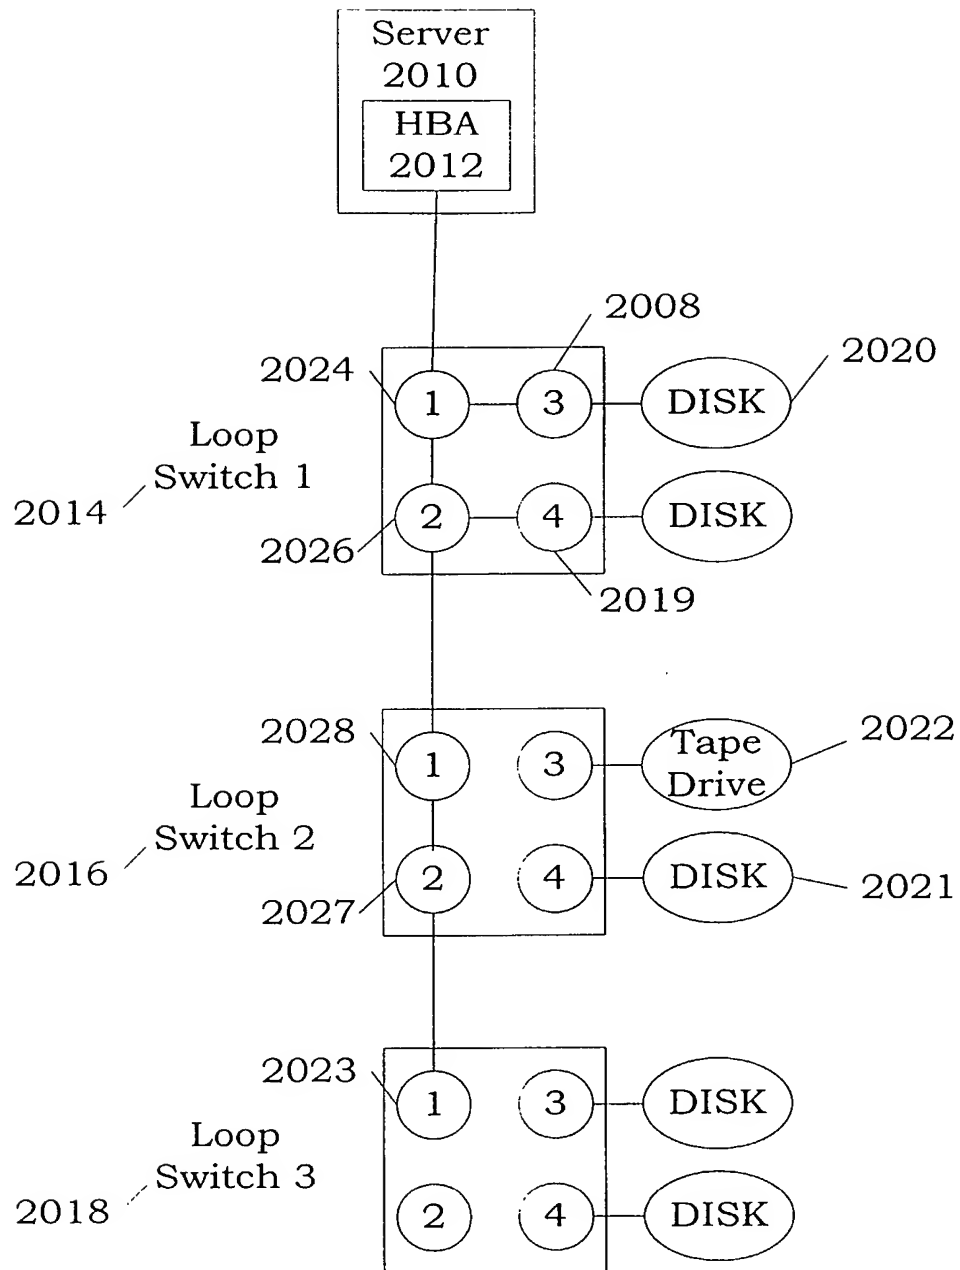 Server
2010
HBA
2012
2008
2024
2020
1
3
DISK
Loop
Switch 1
2014
2
4
DISK
2026
2019
2028
2022
1
3
Tape
Drive
Loop
Switch 2
2016
2
4
DISK
2021
2027
2023
1
3
DISK
Loop
Switch 3
2018
2
4
DISK